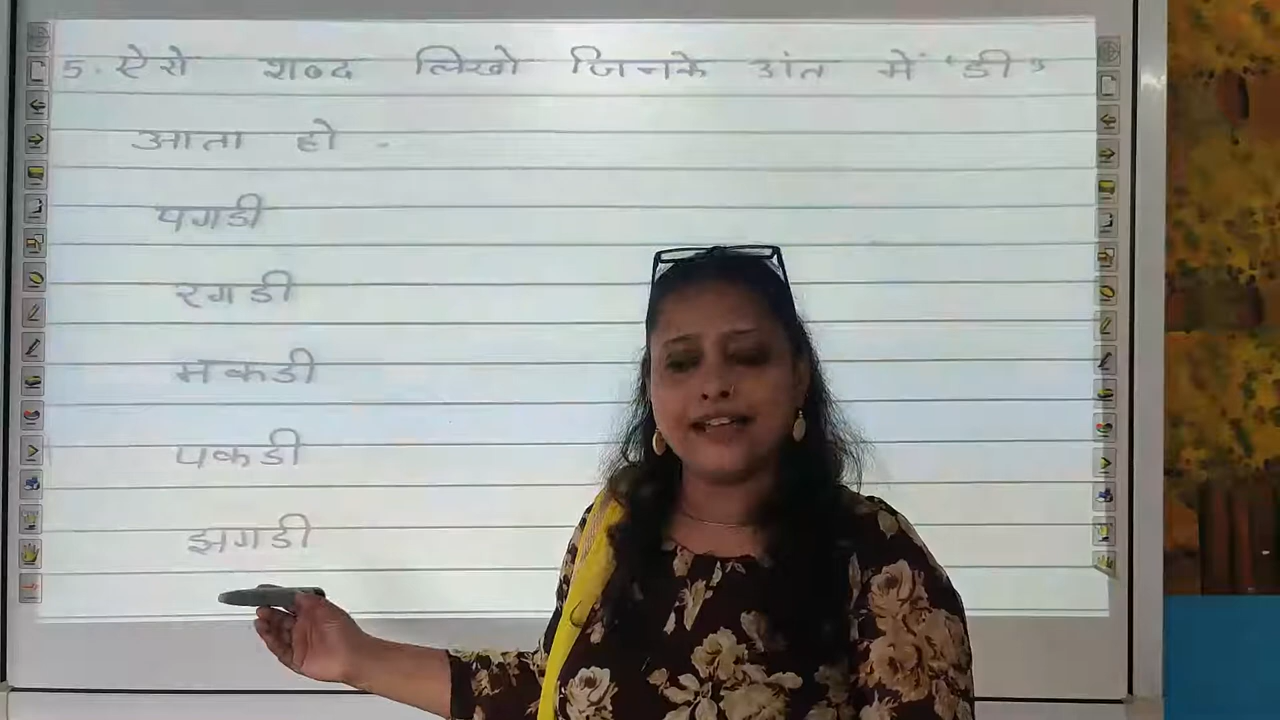 5. ऐसे शब्द लिखो जिनके अंत में 'डी'
आता हो .
पगडी
रगडी
मकडी
पकडी
झगडी